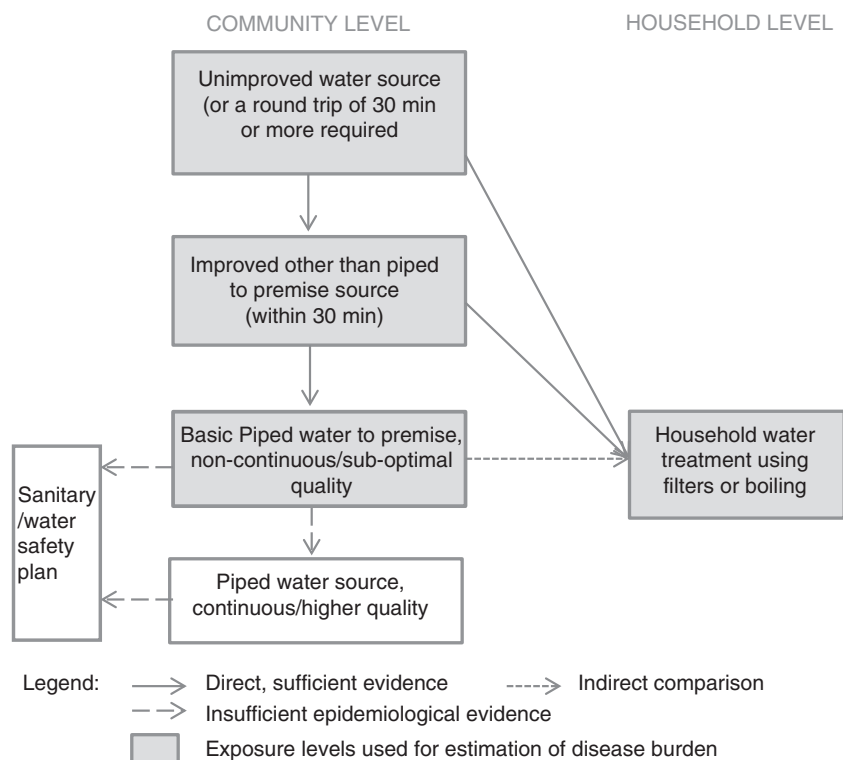 COMMUNITY LEVEL
HOUSEHOLD LEVEL
Unimproved water source
(or a round trip of 30 min
or more required
Improved other than piped
to premise source
(within 30 min)
Basic Piped water to premise,
non-continuous/sub-optimal
quality
Household water
treatment using
filters or boiling
Sanitary
/water
safety
plan
Piped water source,
continuous/higher quality
Legend:
Direct, sufficient evidence
Indirect comparison
Insufficient epidemiological evidence
Exposure levels used for estimation of disease burden